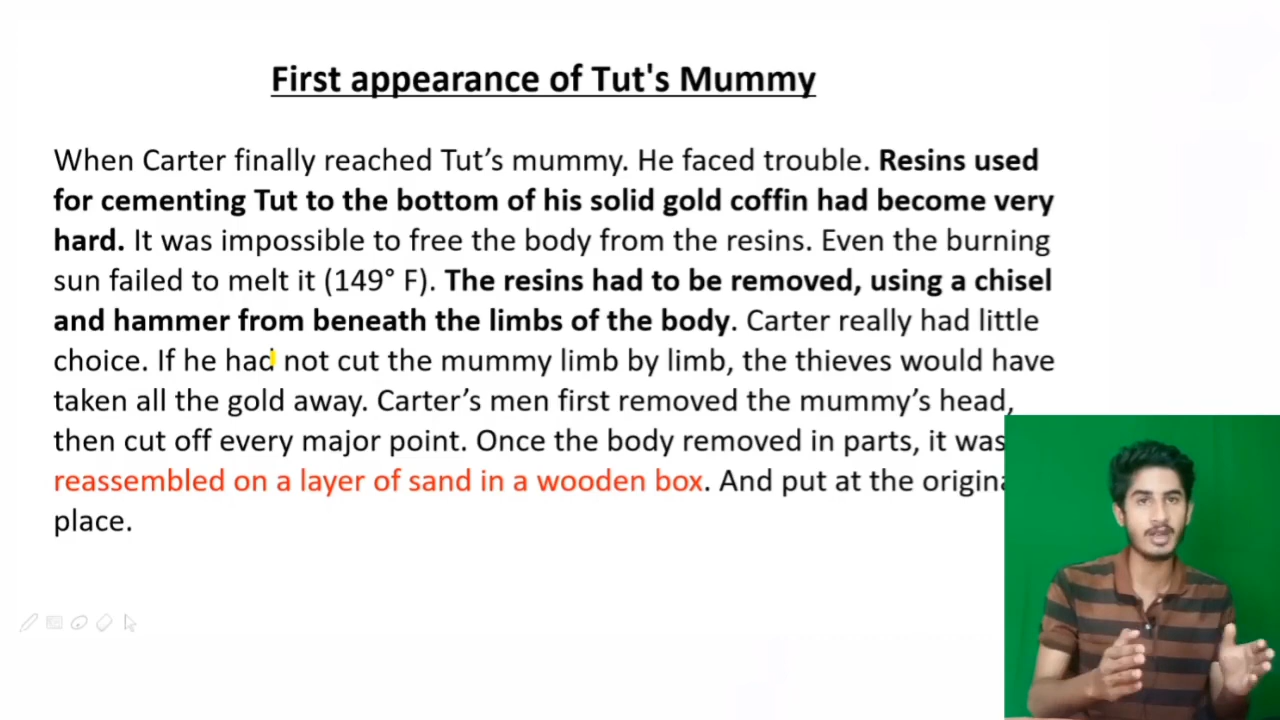 First appearance of Tut's Mummy
When Carter finally reached Tut’s mummy. He faced trouble. Resins used
for cementing Tut to the bottom of his solid gold coffin had become very
hard. It was impossible to free the body from the resins. Even the burning
sun failed to melt it (149° F). The resins had to be removed, using a chisel
and hammer from beneath the limbs of the body. Carter really had little
choice. If he had not cut the mummy limb by limb, the thieves would have
taken all the gold away. Carter’s men first removed the mummy’s head,
then cut off every major point. Once the body removed in parts, it was
reassembled on a layer of sand in a wooden box. And put at the
place.